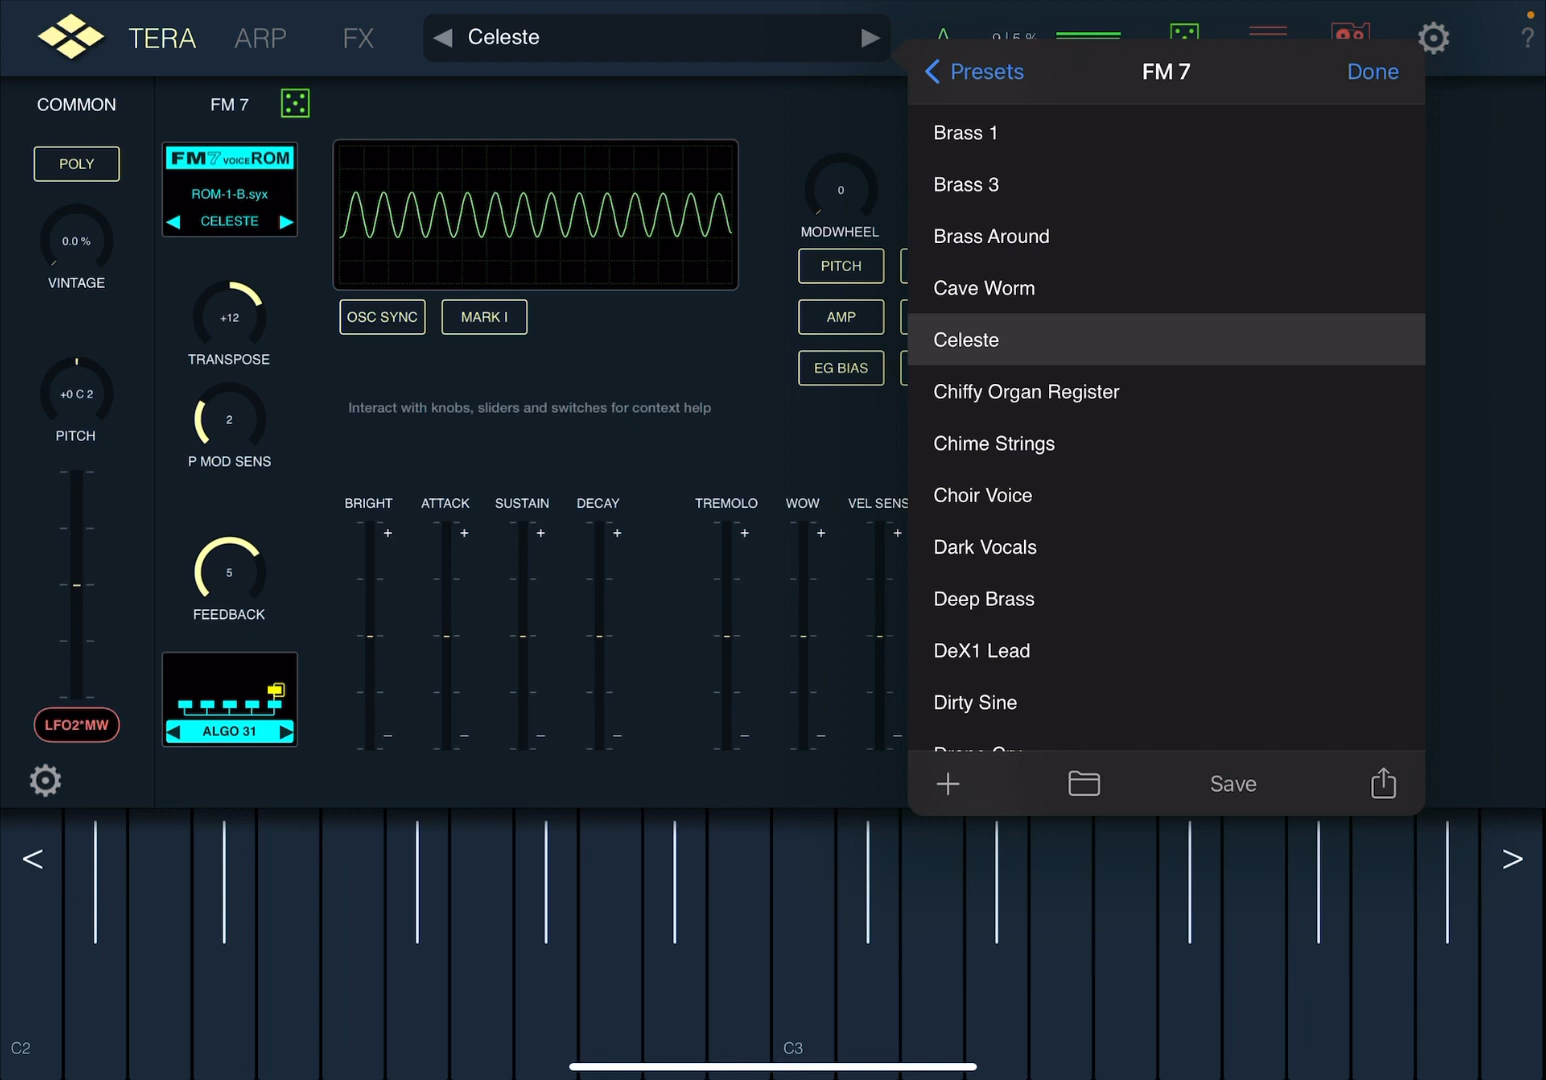 TERA
ARP
FX
Celeste
?
Presets
FM 7
Done
COMMON
FM 7
POLY
FM7 VOICE ROM
ROM-1-B.syx
CELESTE
0.0 %
VINTAGE
0
MODWHEEL
PITCH
OSC SYNC
MARK I
AMP
EG BIAS
+12
TRANSPOSE
+0 C 2
PITCH
2
P MOD SENS
Interact with knobs, sliders and switches for context help
BRIGHT
ATTACK
SUSTAIN
DECAY
TREMOLO
WOW
VEL SENS
+
+
+
+
+
+
+
5
FEEDBACK
–
–
–
–
–
–
–
LFO2*MW
ALGO 31
Brass 1
Brass 3
Brass Around
Cave Worm
Celeste
Chiffy Organ Register
Chime Strings
Choir Voice
Dark Vocals
Deep Brass
DeX1 Lead
Dirty Sine
+
Save
<
>
C2
C3